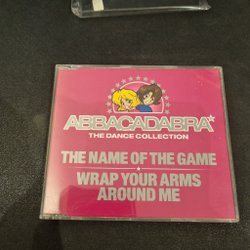 ABBACADABRA
THE DANCE COLLECTION
THE NAME OF THE GAME
WRAP YOUR ARMS
AROUND ME